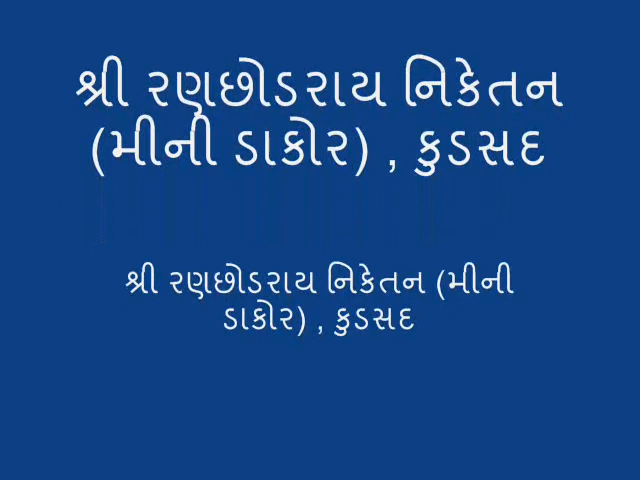 શ્રી રણછોડરાય નિકેતન
(મીની ડાકોર) , કુડસદ
શ્રી રણછોડરાય નિકેતન (મીની
ડાકોર) , કુડસદ